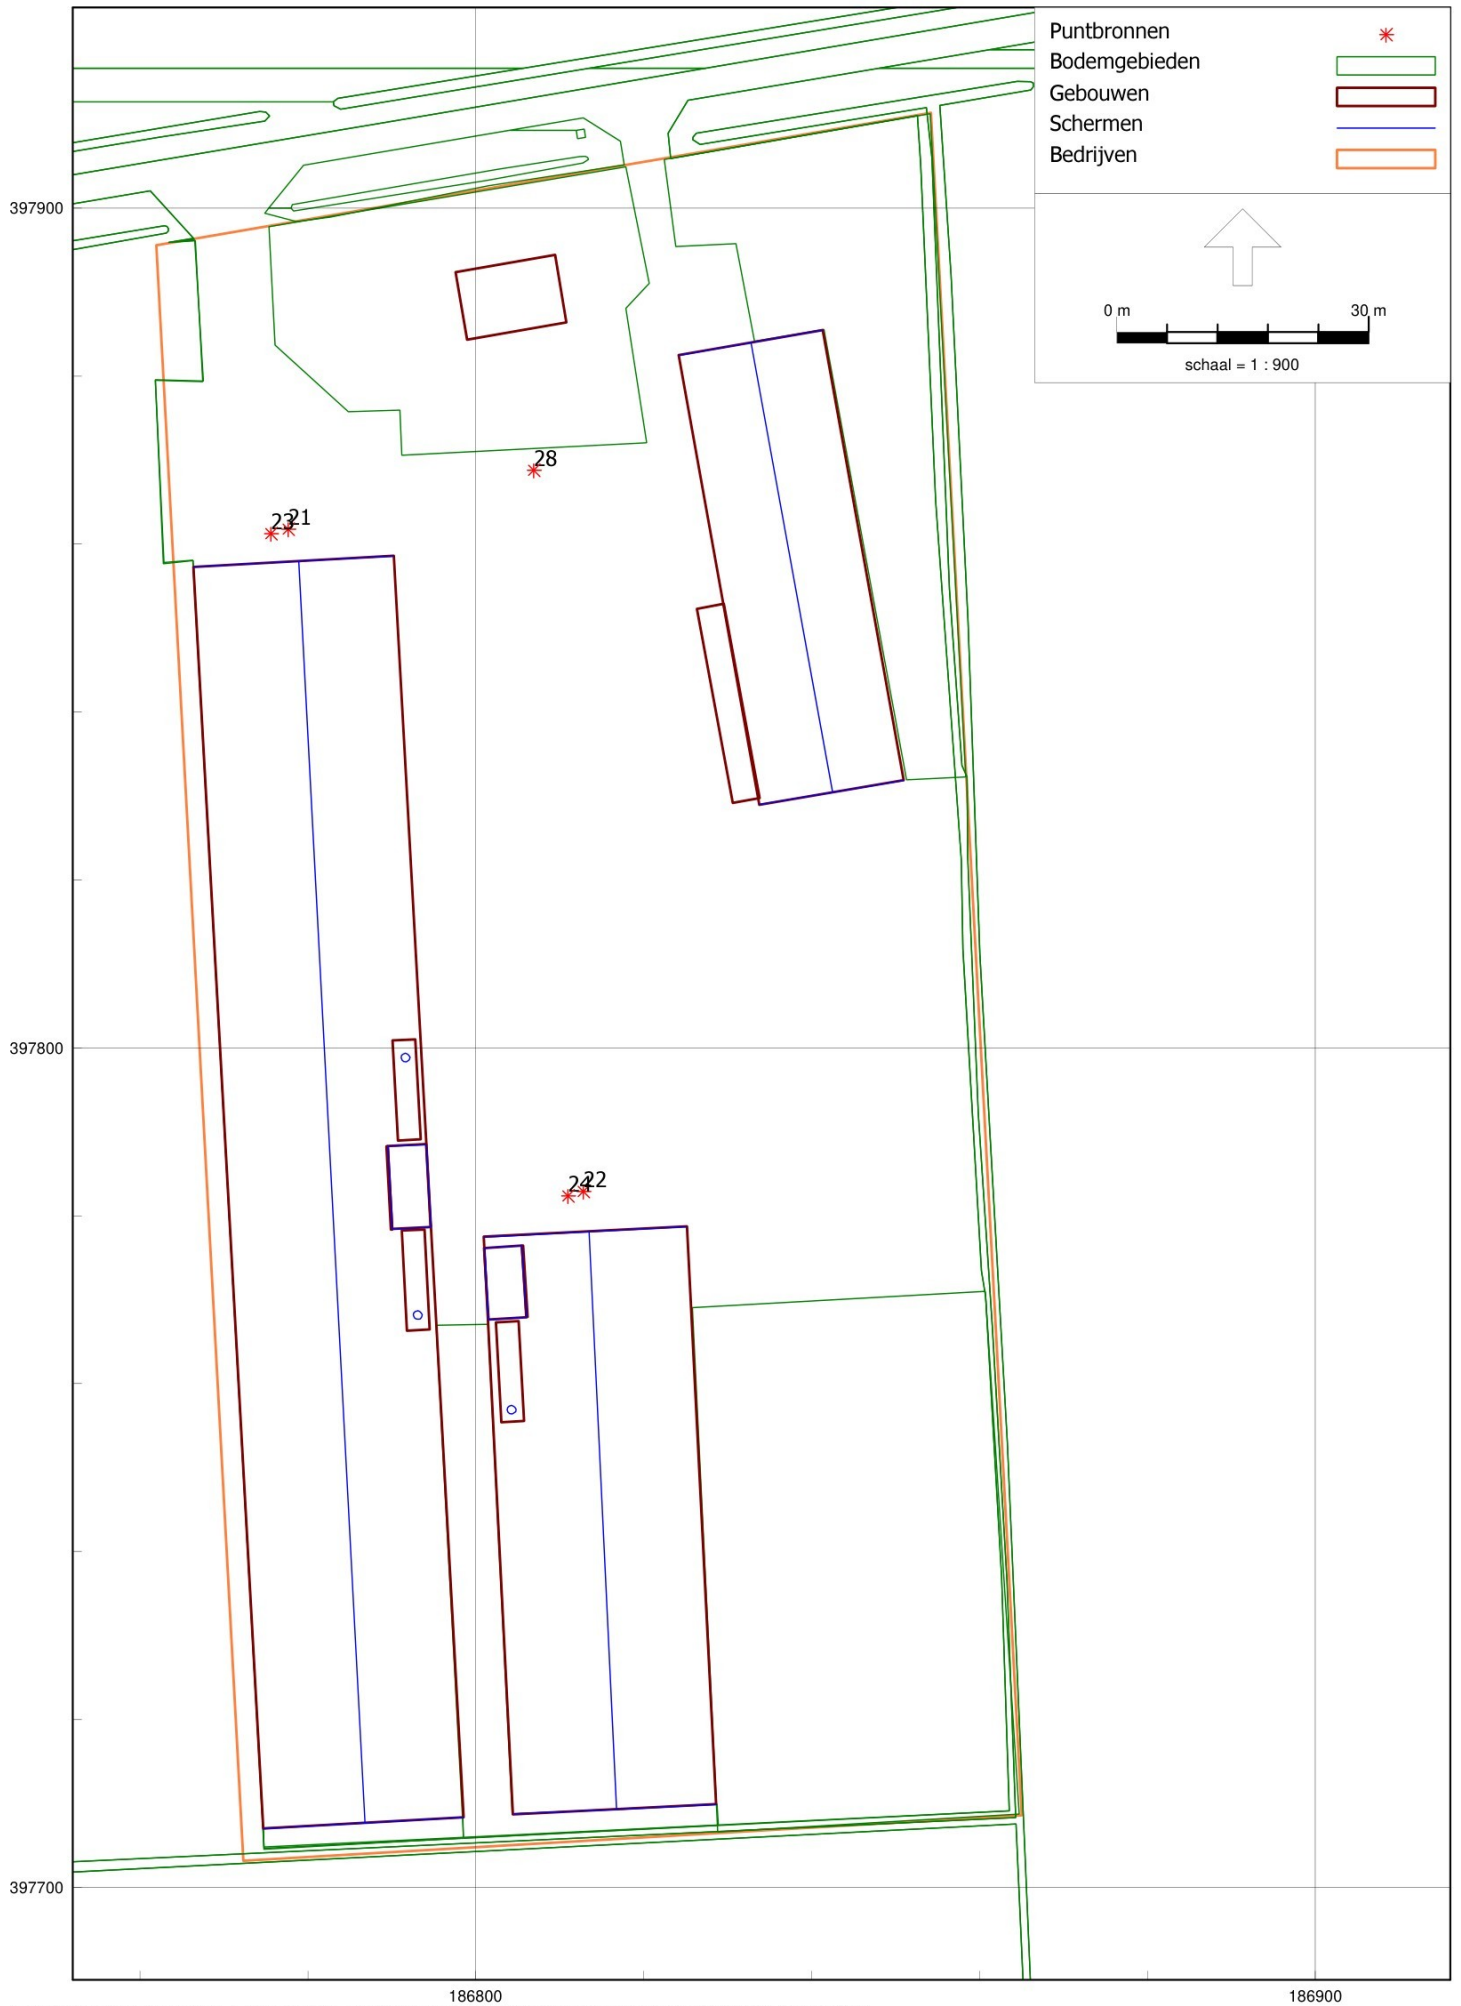 Puntbronnen
Bodemgebieden
Gebouwen
Schermen
Bedrijven
397900
0 m 30 m
schaal = 1 : 900
28
23 21
397800
24 22
397700
186800 186900